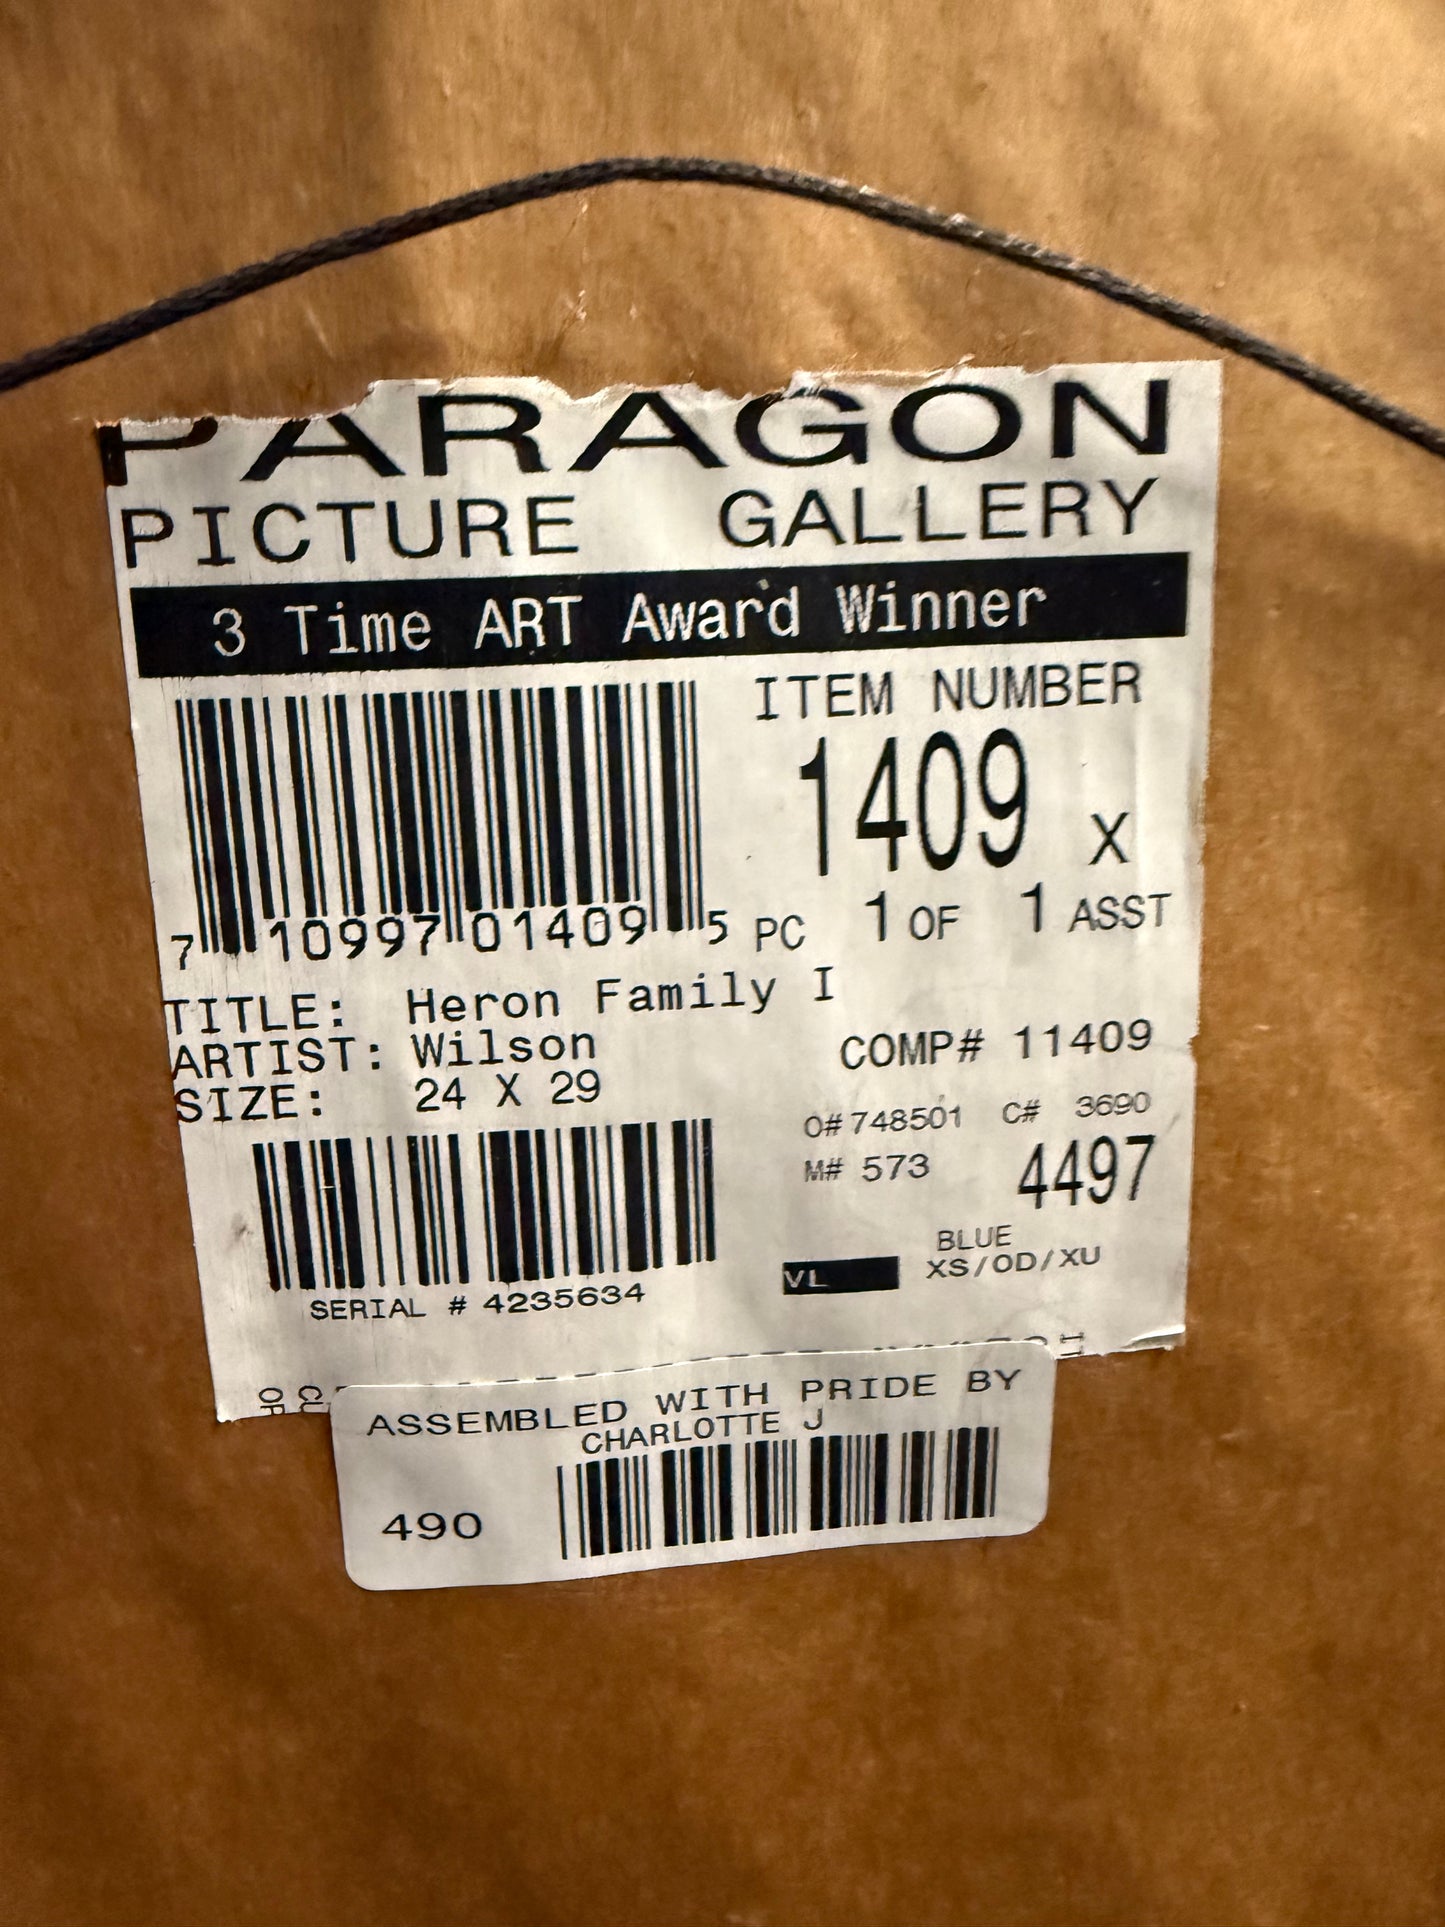 PARAGON
PICTURE GALLERY
3 Time ART Award Winner
ITEM NUMBER
1409 X
7 10997 01409 5
PC 1 OF 1 ASST
TITLE: Heron Family I
ARTIST: Wilson
SIZE: 24 X 29
COMP# 11409
O# 748501 C# 3690
M# 573 4497
BLUE
VL XS/OD/XU
SERIAL # 4235634
ASSEMBLED WITH PRIDE BY
CHARLOTTE J
490